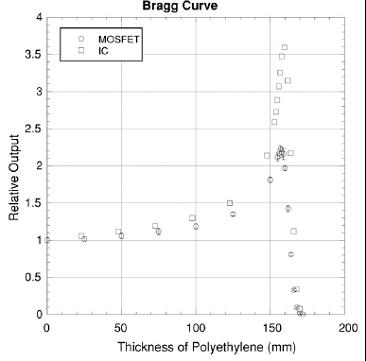 Bragg Curve
MOSFET
IC
Relative Output
4
3.5
3
2.5
2
1.5
1
0.5
0
0 50 100 150 200
Thickness of Polyethylene (mm)